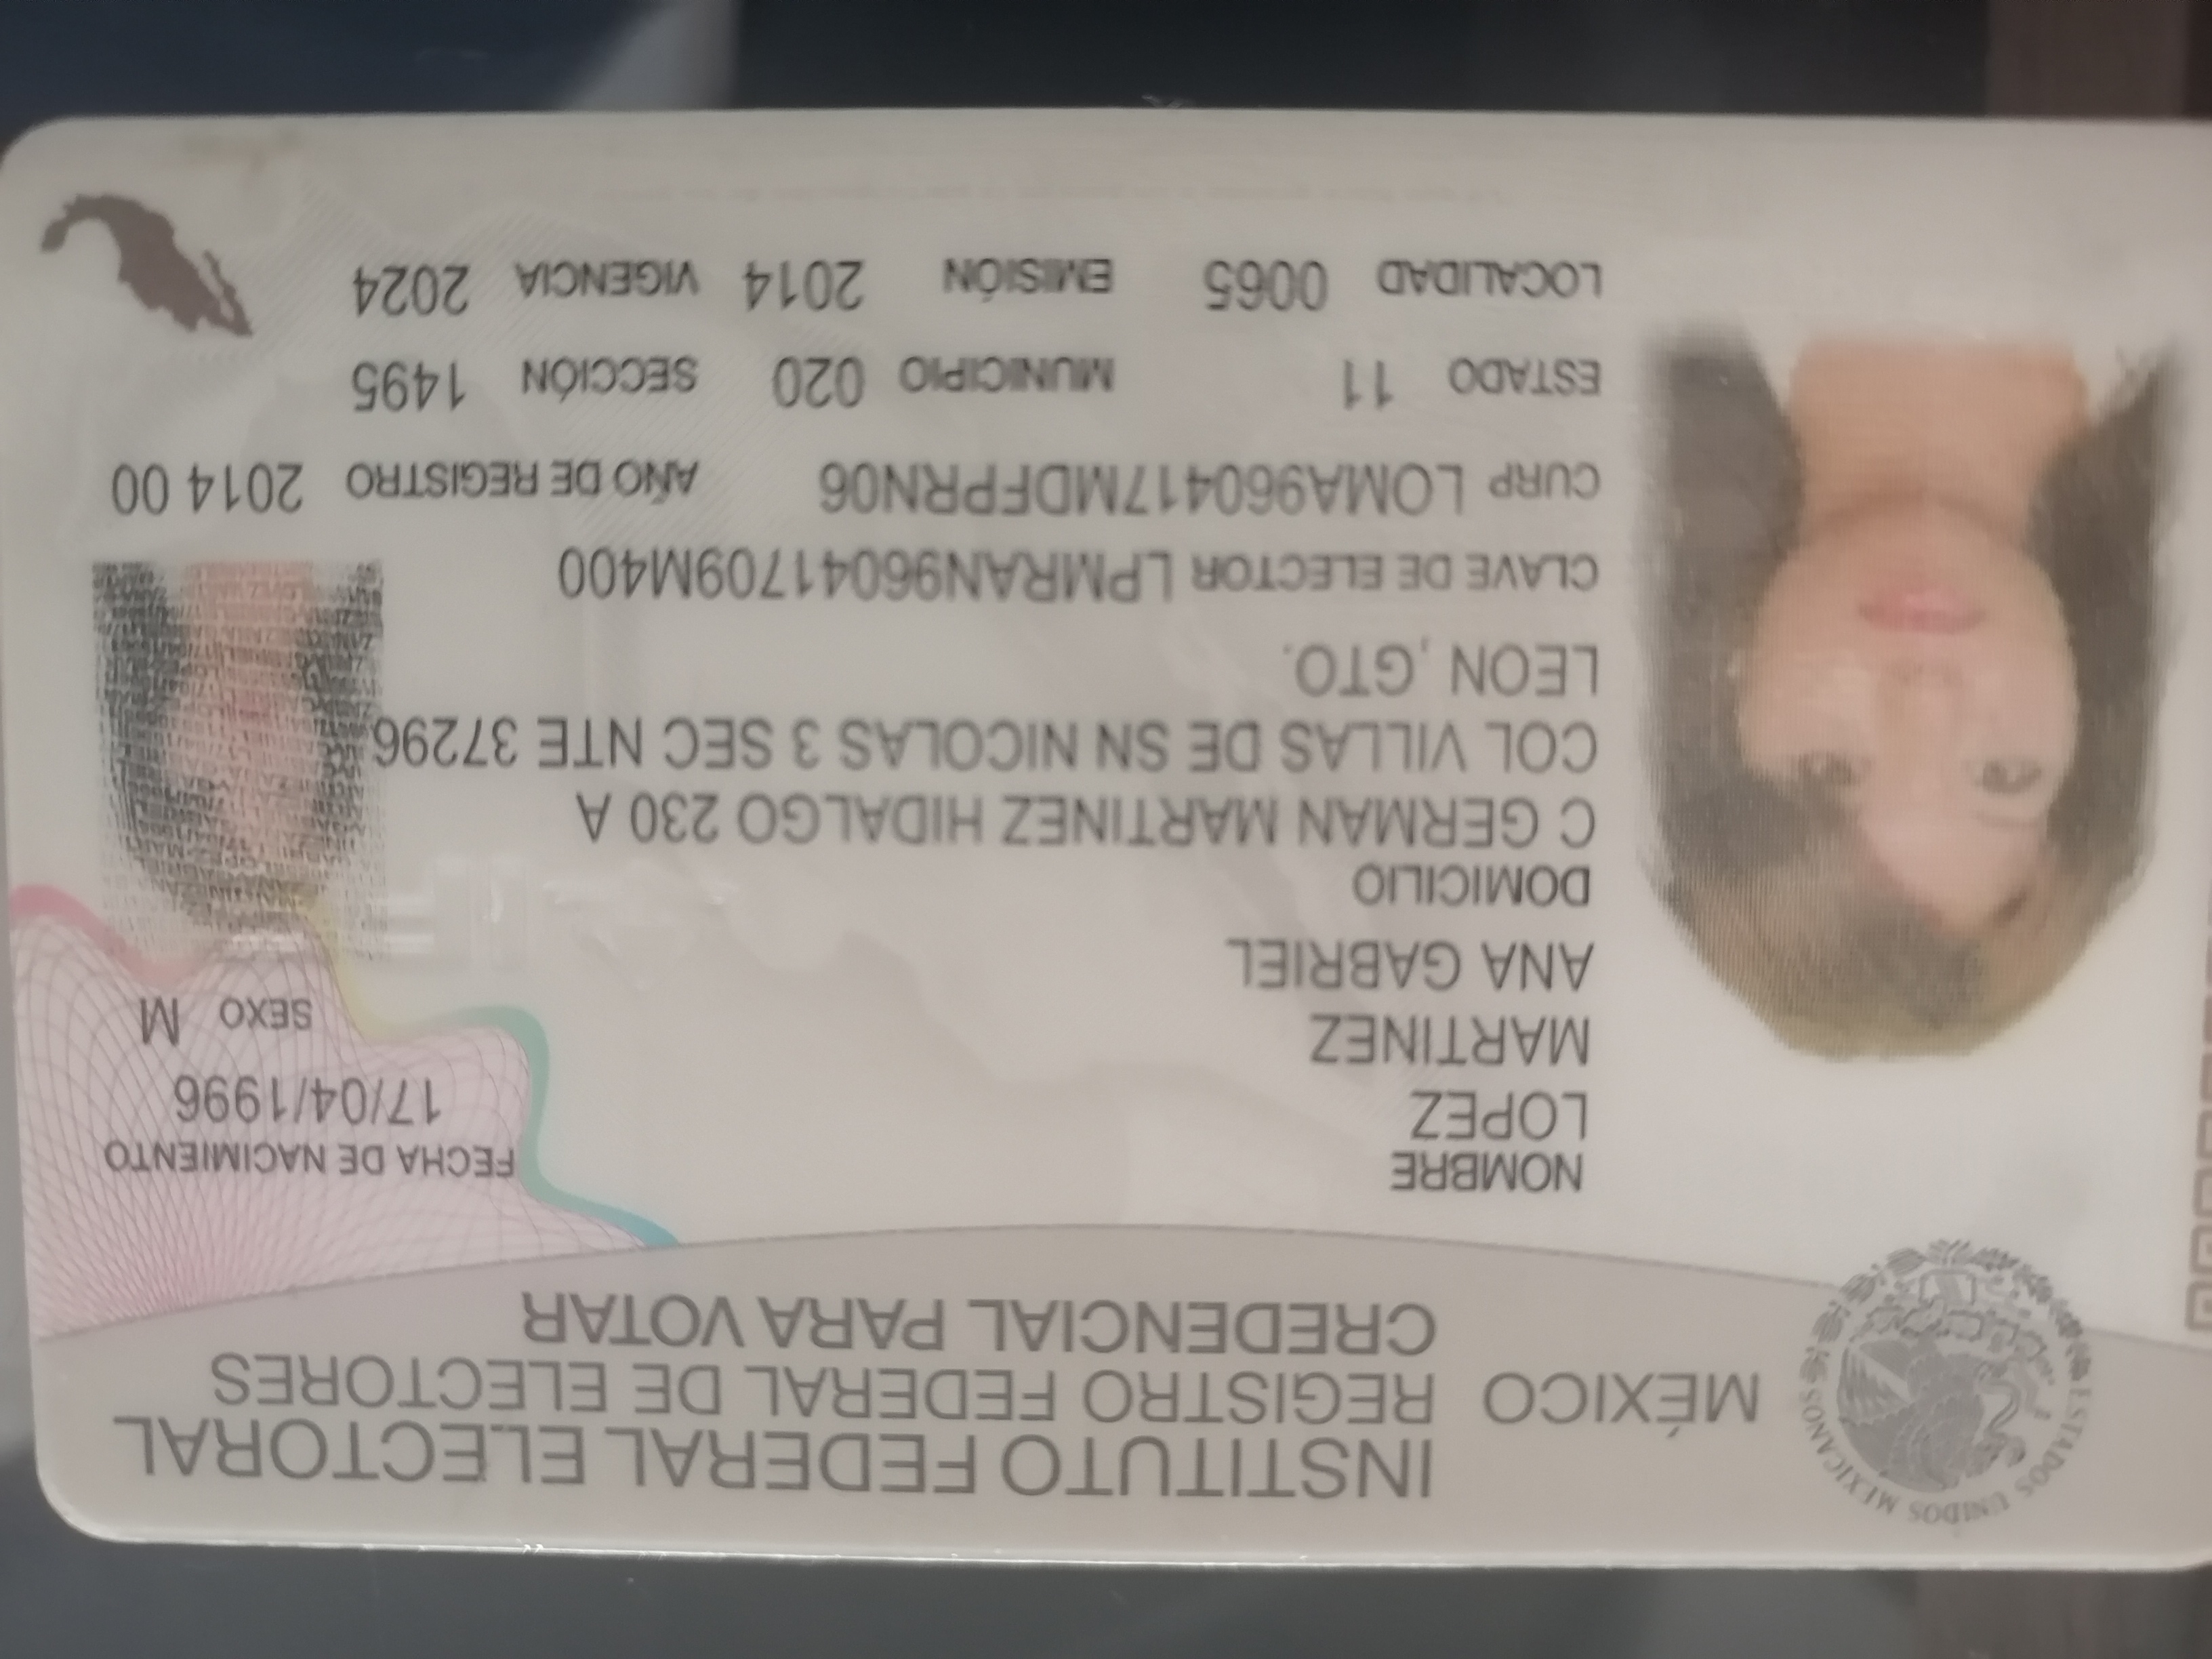 INSTITUTO FEDERAL ELECTORAL
MÉXICO REGISTRO FEDERAL DE ELECTORES
CREDENCIAL PARA VOTAR
ESTADOS UNIDOS MEXICANOS
NOMBRE
LOPEZ
MARTINEZ
ANA GABRIEL
FECHA DE NACIMIENTO
17/04/1996
SEXO M
DOMICILIO
C GERMAN MARTINEZ HIDALGO 230 A
COL VILLAS DE SN NICOLAS 3 SEC NTE 37296
LEON ,GTO.
CLAVE DE ELECTOR LPMRAN96041709M400
CURP LOMA960417MDFPRN06 AÑO DE REGISTRO 2014 00
ESTADO 11 MUNICIPIO 020 SECCIÓN 1495
LOCALIDAD 0065 EMISIÓN 2014 VIGENCIA 2024